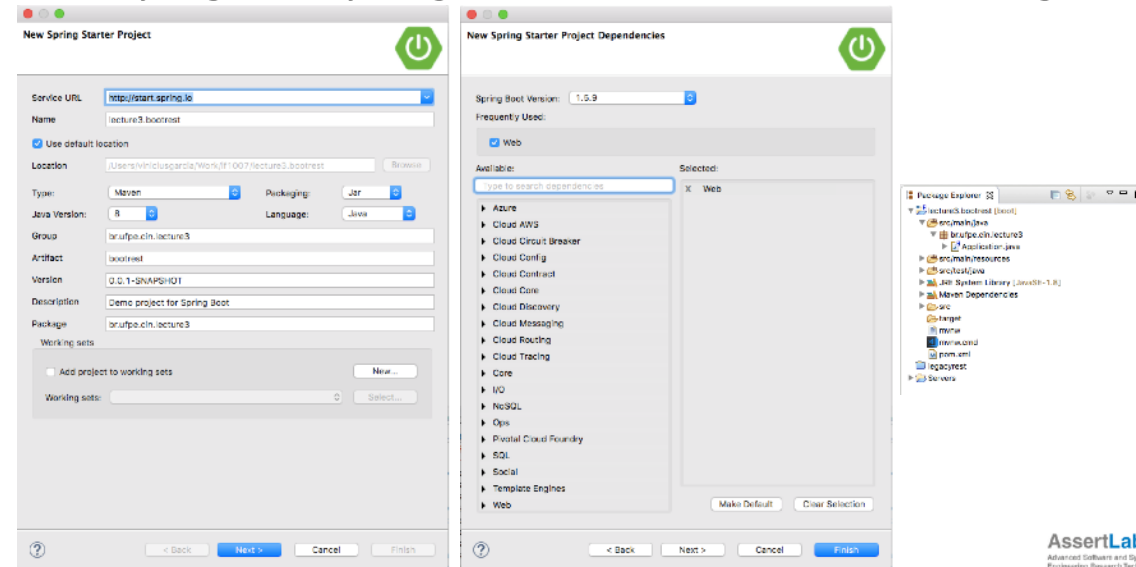 New Spring Starter Project
Service URL http://start.spring.io
Name lecture3.bootrest
Use default location
Location /Users/viniciusgarcia/Work/if1007/lecture3.bootrest Browse
Type: Maven Packaging: Jar
Java Version: 8 Language: Java
Group br.ufpe.cin.lecture3
Artifact bootrest
Version 0.0.1-SNAPSHOT
Description Demo project for Spring Boot
Package br.ufpe.cin.lecture3
Working sets
Add project to working sets New...
Working sets: Select...
? < Back Next > Cancel Finish
New Spring Starter Project Dependencies
Spring Boot Version: 1.5.9
Frequently Used:
Web
Available: Selected:
Type to search dependencies X Web
Azure
Cloud AWS
Cloud Circuit Breaker
Cloud Config
Cloud Contract
Cloud Core
Cloud Discovery
Cloud Messaging
Cloud Routing
Cloud Tracing
Core
I/O
NoSQL
Ops
Pivotal Cloud Foundry
SQL
Social
Template Engines
Web
Make Default Clear Selection
? < Back Next > Cancel Finish
Package Explorer
lecture3.bootrest [boot]
src/main/java
br.ufpe.cin.lecture3
Application.java
src/main/resources
src/test/java
JRE System Library [JavaSE-1.8]
Maven Dependencies
src
target
mvnw
mvnw.cmd
pom.xml
legacyrest
Servers
AssertLab
Advanced Software and
Engineering Research